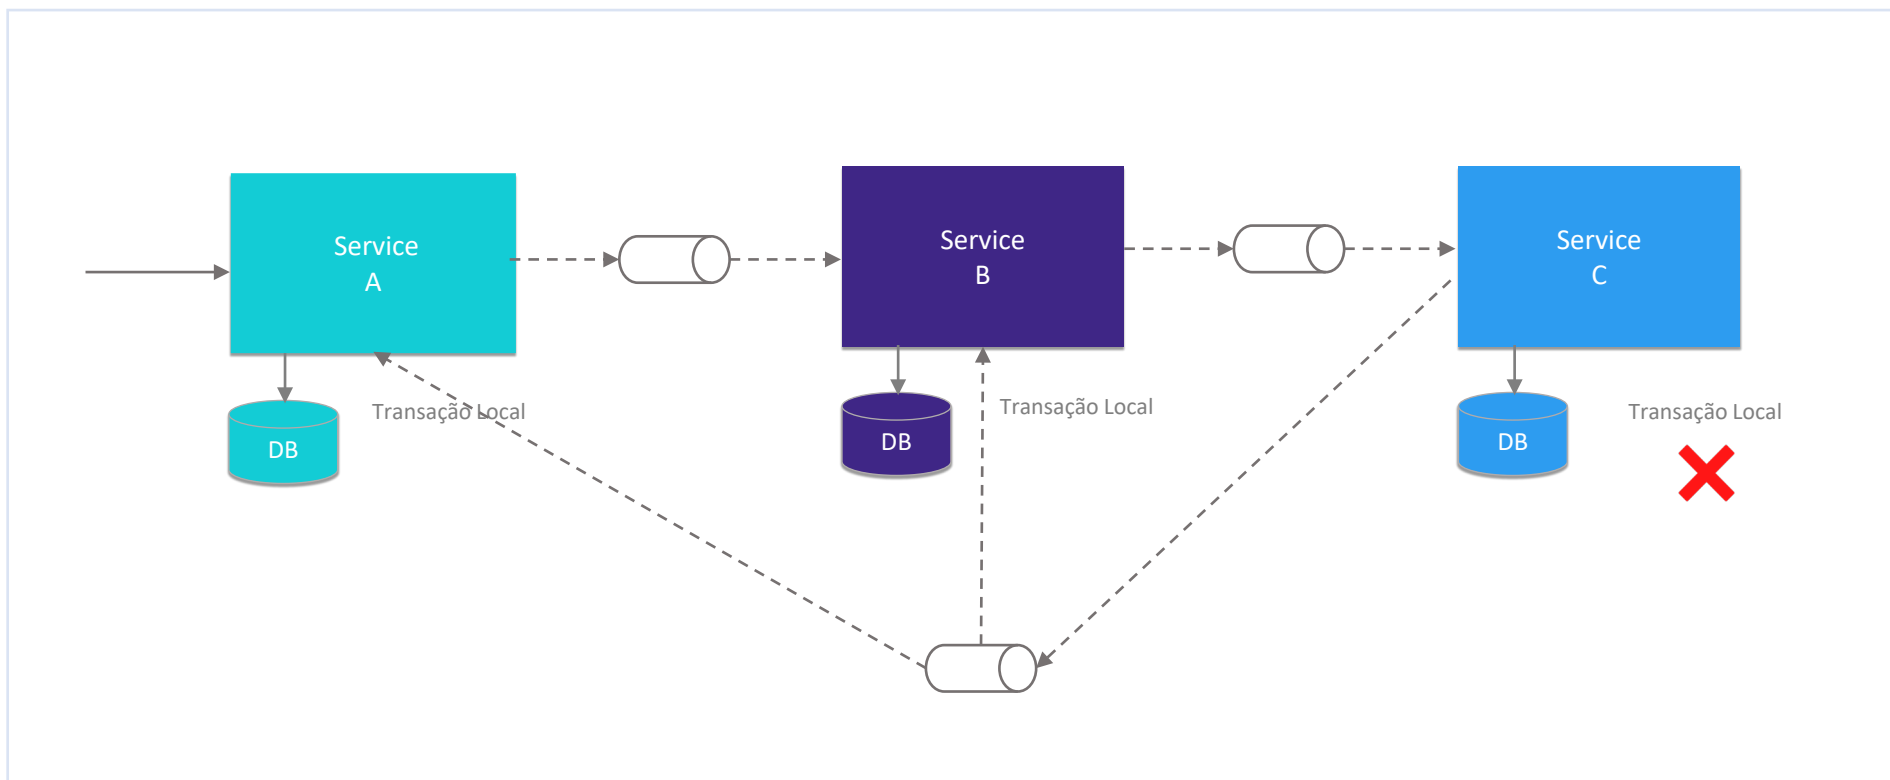 Service
A
Service
B
Service
C
Transação Local
Transação Local
Transação Local
DB
DB
DB